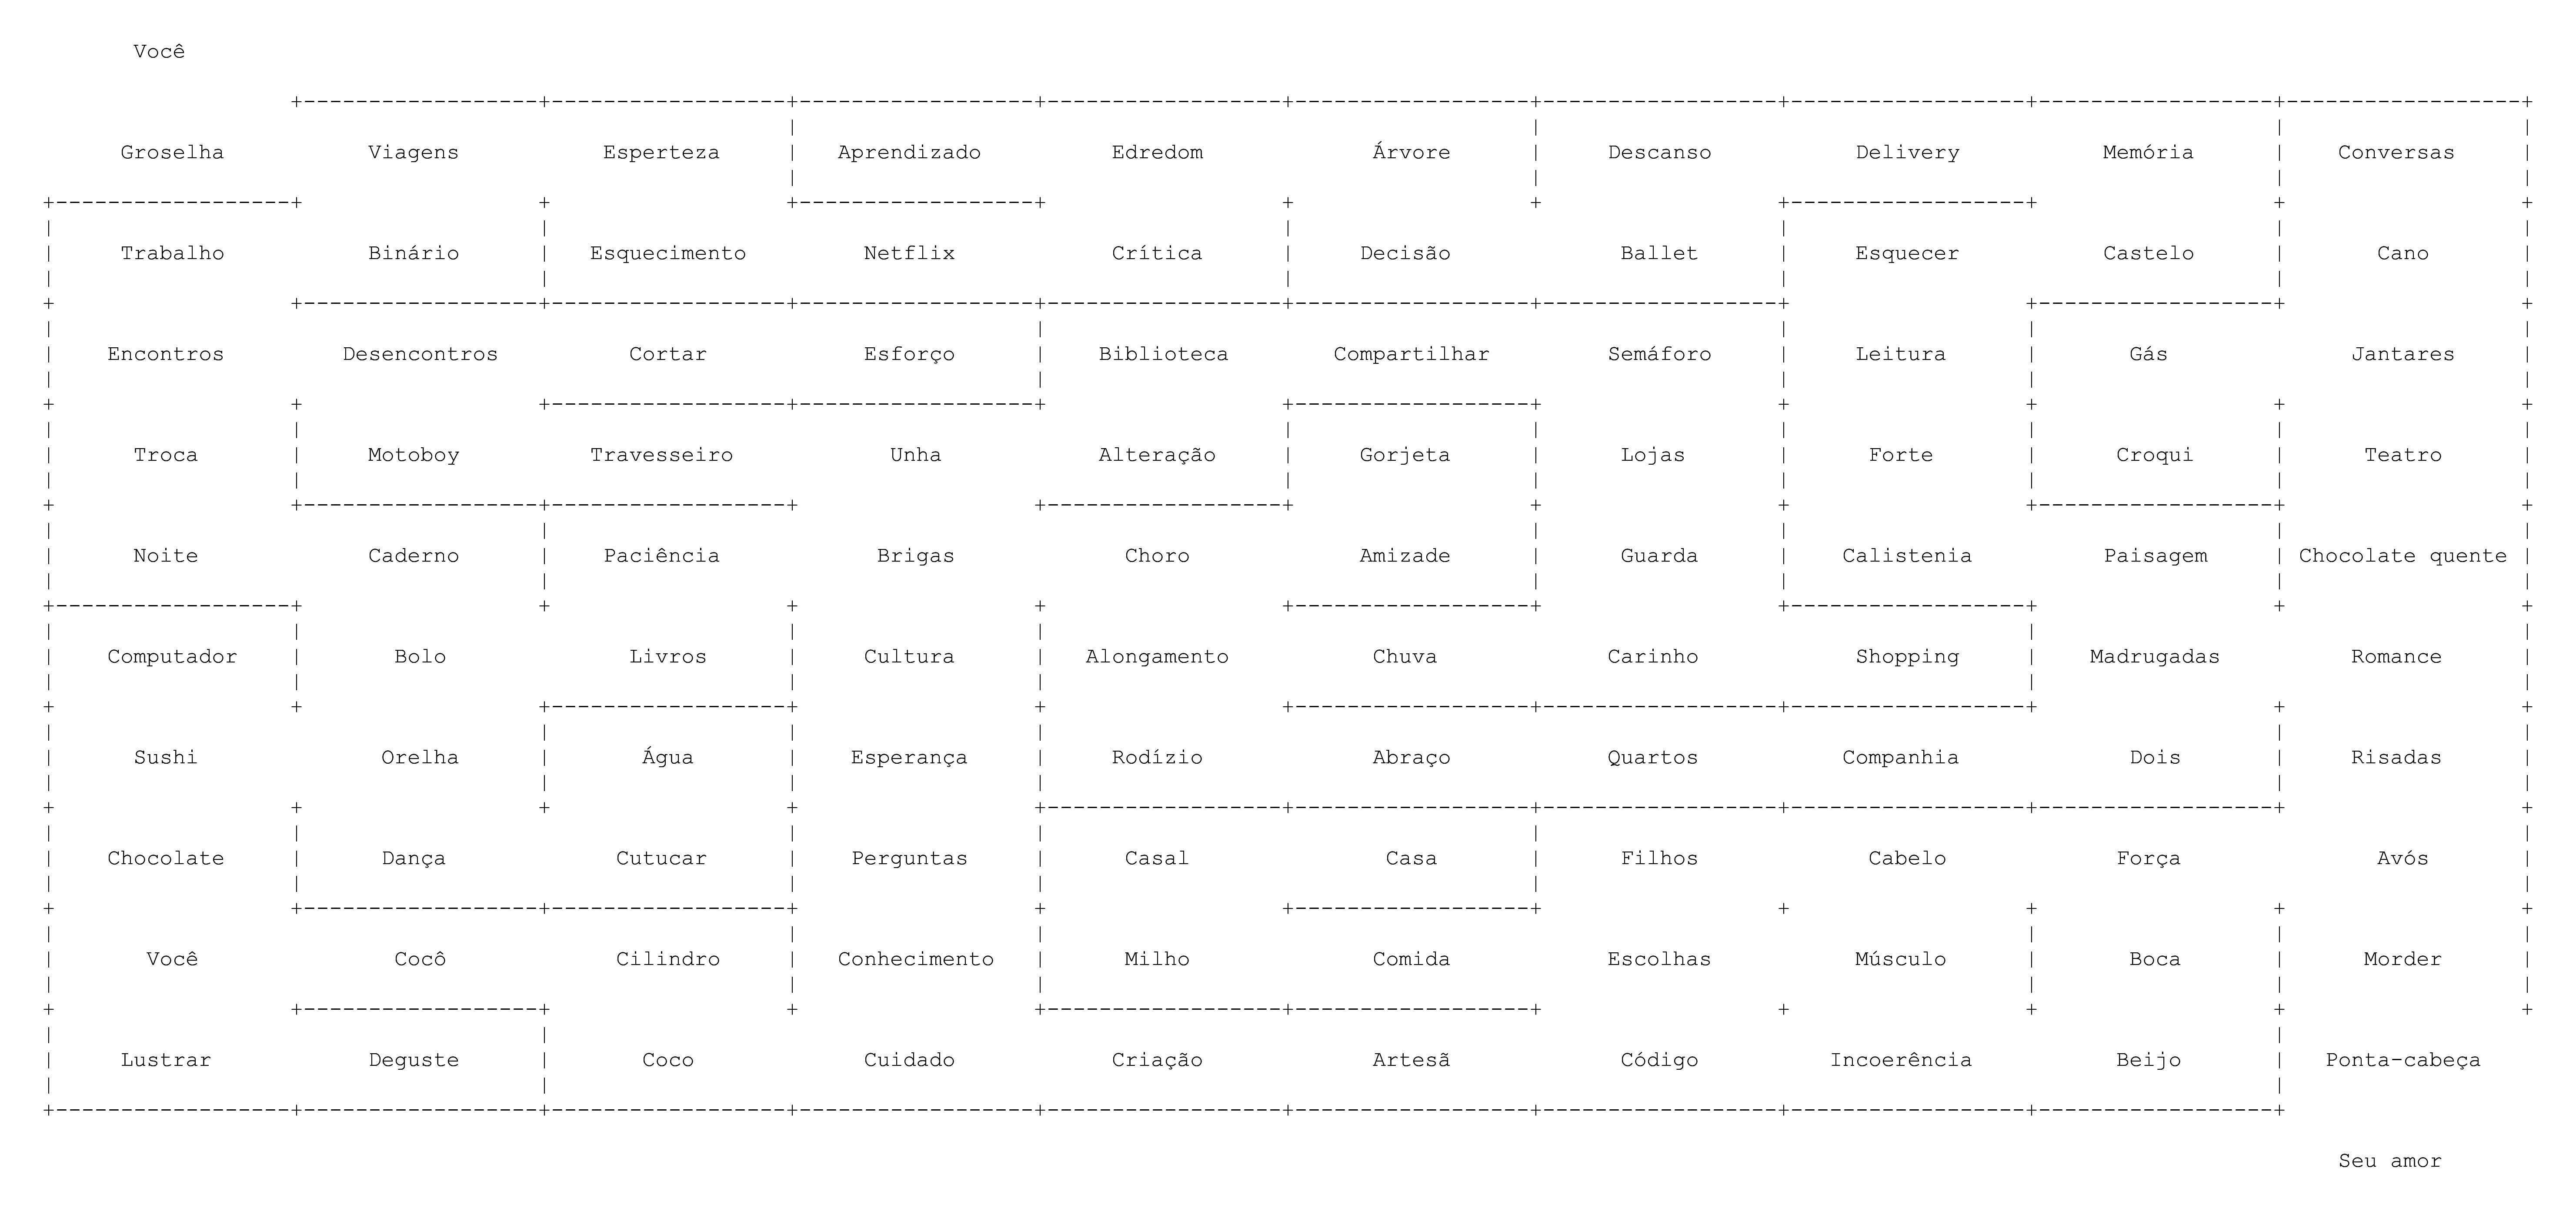 Você
Groselha Viagens Esperteza Aprendizado Edredom Árvore Descanso Delivery Memória Conversas
Trabalho Binário Esquecimento Netflix Crítica Decisão Ballet Esquecer Castelo Cano
Encontros Desencontros Cortar Esforço Biblioteca Compartilhar Semáforo Leitura Gás Jantares
Troca Motoboy Travesseiro Unha Alteração Gorjeta Lojas Forte Croqui Teatro
Noite Caderno Paciência Brigas Choro Amizade Guarda Calistenia Paisagem Chocolate quente
Computador Bolo Livros Cultura Alongamento Chuva Carinho Shopping Madrugadas Romance
Sushi Orelha Água Esperança Rodízio Abraço Quartos Companhia Dois Risadas
Chocolate Dança Cutucar Perguntas Casal Casa Filhos Cabelo Força Avós
Você Cocô Cilindro Conhecimento Milho Comida Escolhas Músculo Boca Morder
Lustrar Deguste Coco Cuidado Criação Artesã Código Incoerência Beijo Ponta-cabeça
Seu amor